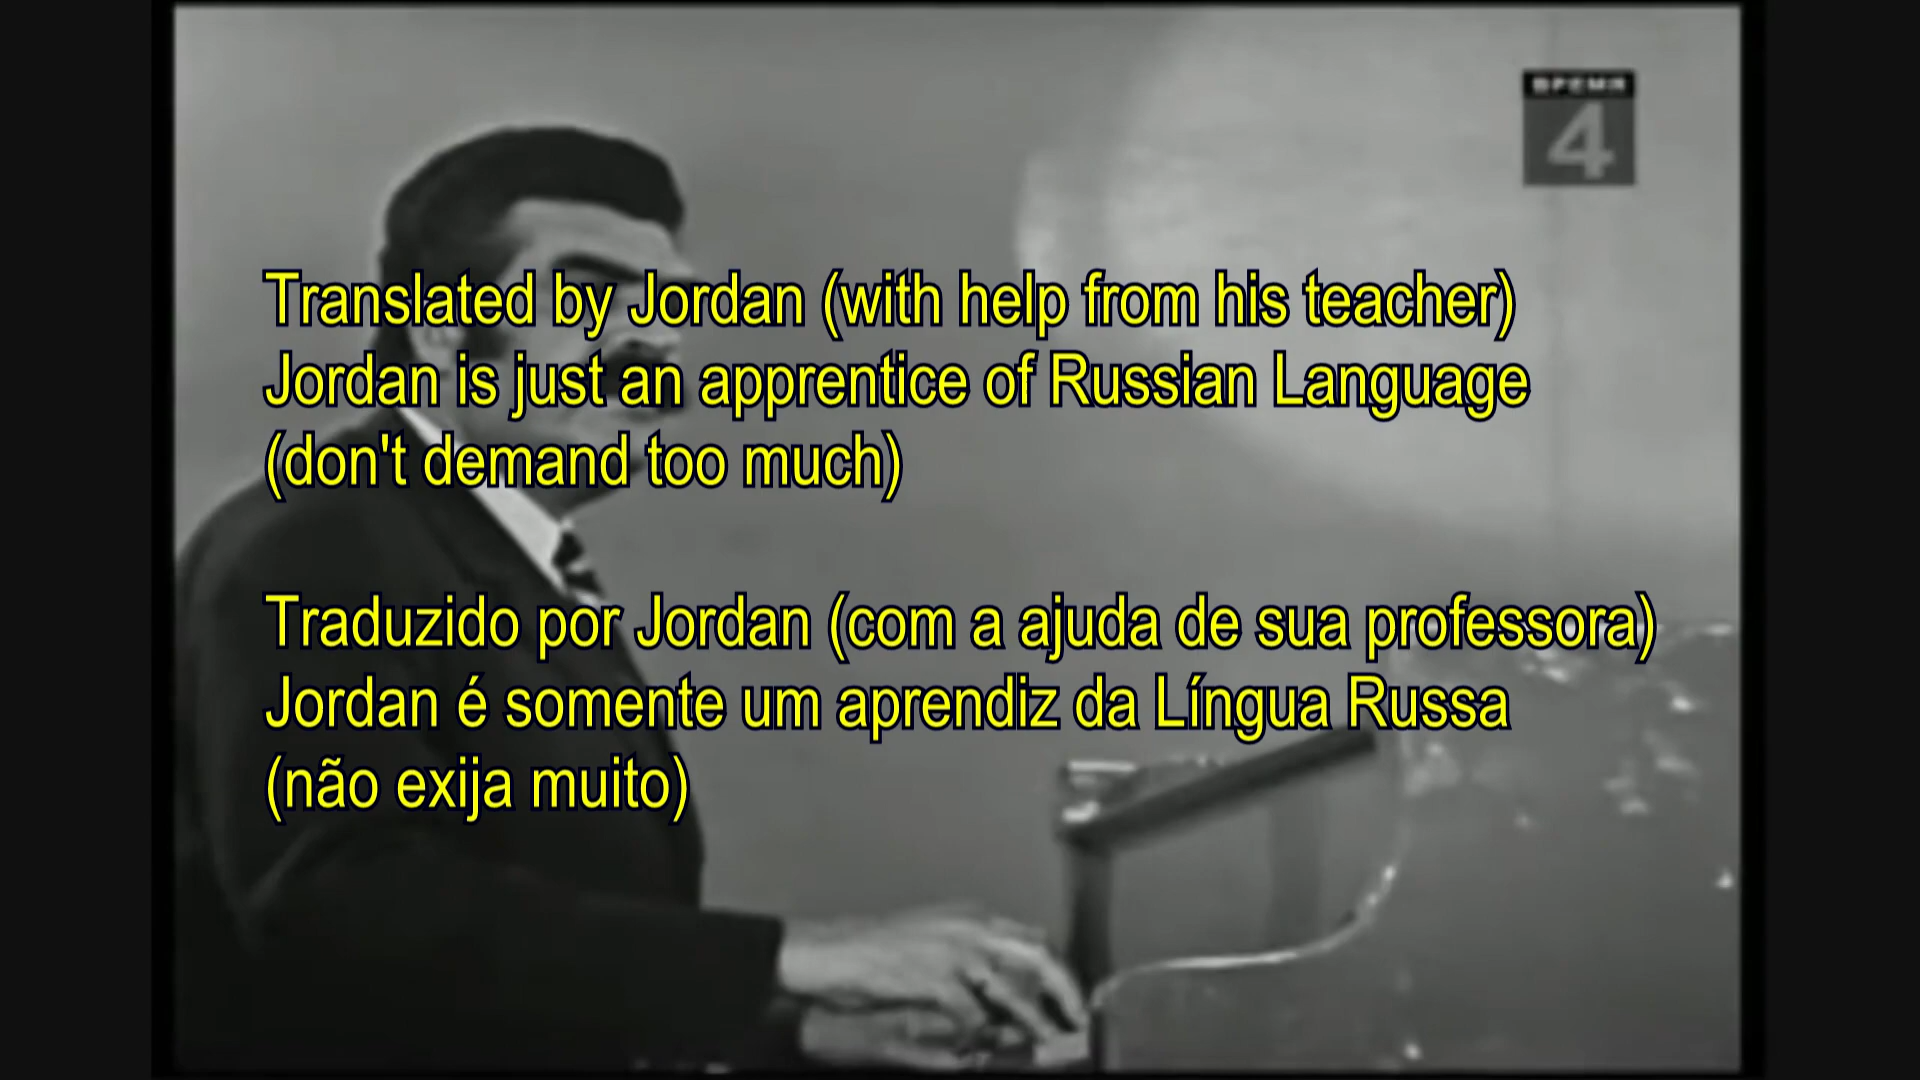 ВРЕМЯ
4
Translated by Jordan (with help from his teacher)
Jordan is just an apprentice of Russian Language
(don't demand too much)
Traduzido por Jordan (com a ajuda de sua professora)
Jordan é somente um aprendiz da Língua Russa
(não exija muito)